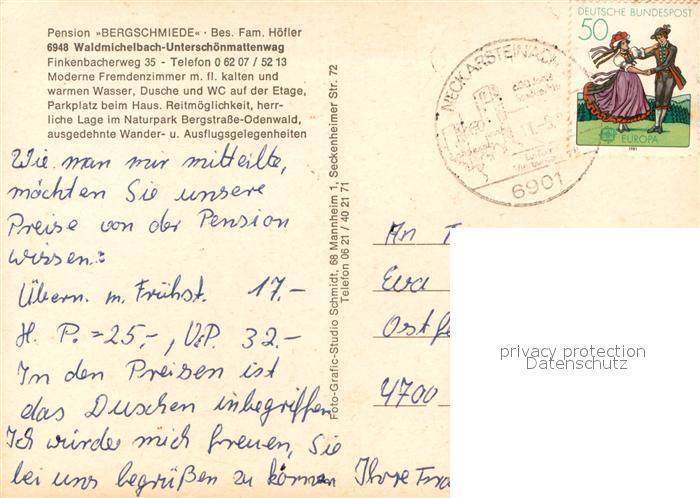 Pension »BERGSCHMIEDE« · Bes. Fam. Höfler
6948 Waldmichelbach-Unterschönmattenwag
Finkenbacherweg 35 - Telefon 0 62 07 / 52 13
Moderne Fremdenzimmer m. fl. kalten und
warmen Wasser, Dusche und WC auf der Etage,
Parkplatz beim Haus. Reitmöglichkeit, herr-
liche Lage im Naturpark Bergstraße-Odenwald,
ausgedehnte Wander- u. Ausflugsgelegenheiten
Wie man mir mitteilte,
möchten Sie unsere
Preise von der Pension
wissen:
Übern. m. Frühst. 17.-
H. P. = 25,-, V.P. 32.-
In den Preisen ist
das Duschen inbegriffen
Ich würde mich freuen, Sie
bei uns begrüßen zu können Ihre Frau
Foto-Grafic-Studio Schmidt, 68 Mannheim 1, Seckenheimer Str. 72
Telefon 06 21 / 40 21 71
NECKARSTEINACH
6901
DEUTSCHE BUNDESPOST
50
EUROPA
1981
An
Eva
4700
privacy protection
Datenschutz